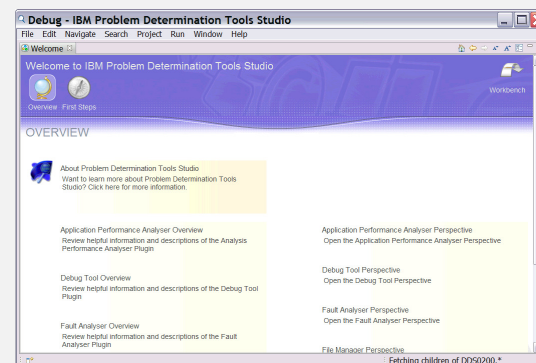 Debug - IBM Problem Determination Tools Studio
File Edit Navigate Search Project Run Window Help
Welcome
Welcome to IBM Problem Determination Tools Studio
Workbench
Overview First Steps
OVERVIEW
About Problem Determination Tools Studio
Want to learn more about Problem Determination Tools
Studio? Click here for more information.
Application Performance Analyser Overview
Review helpful information and descriptions of the Analysis
Performance Analyser Plugin
Application Performance Analyser Perspective
Open the Application Performance Analyser Perspective
Debug Tool Overview
Review helpful information and descriptions of the Debug Tool
Plugin
Debug Tool Perspective
Open the Debug Tool Perspective
Fault Analyser Overview
Review helpful information and descriptions of the Fault
Analyser Plugin
Fault Analyser Perspective
Open the Fault Analyser Perspective
File Manager Perspective
Fetching children of DDS0200.*